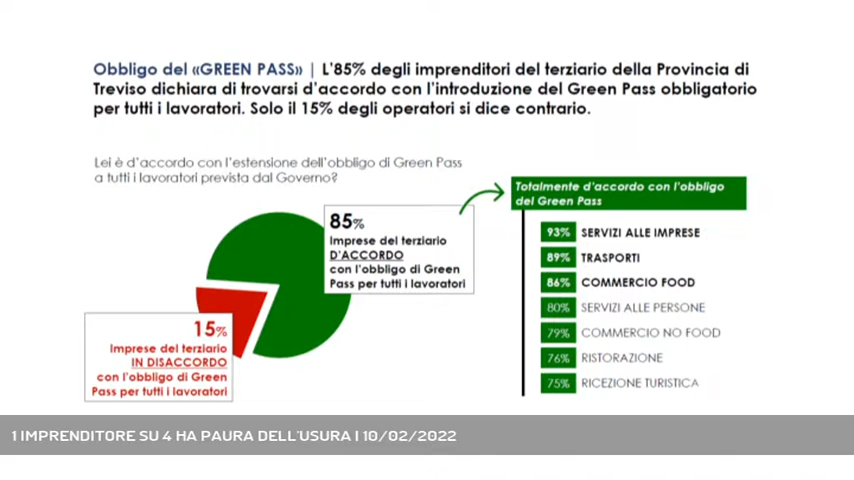 Obbligo del «GREEN PASS» | L'85% degli imprenditori del terziario della Provincia di
Treviso dichiara di trovarsi d'accordo con l'introduzione del Green Pass obbligatorio
per tutti i lavoratori. Solo il 15% degli operatori si dice contrario.
Lei è d'accordo con l'estensione dell'obbligo di Green Pass
a tutti i lavoratori prevista dal Governo?
85%
Imprese del terziario
D'ACCORDO
con l'obbligo di Green
Pass per tutti i lavoratori
15%
Imprese del terziario
IN DISACCORDO
con l'obbligo di Green
Pass per tutti i lavoratori
Totalmente d'accordo con l'obbligo
del Green Pass
93% SERVIZI ALLE IMPRESE
89% TRASPORTI
86% COMMERCIO FOOD
80% SERVIZI ALLE PERSONE
79% COMMERCIO NO FOOD
76% RISTORAZIONE
75% RICEZIONE TURISTICA
1 IMPRENDITORE SU 4 HA PAURA DELL'USURA | 10/02/2022